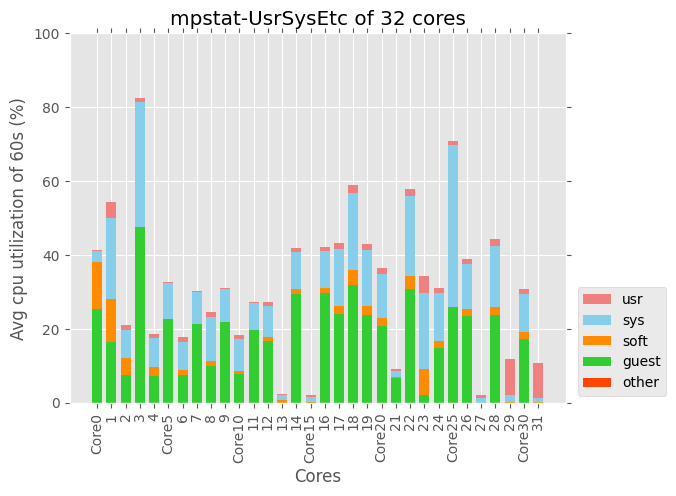 mpstat-UsrSysEtc of 32 cores
Avg cpu utilization of 60s (%)
100
80
60
40
20
0
Core0 1 2 3 4 Core5 6 7 8 9 Core10 11 12 13 14 Core15 16 17 18 19 Core20 21 22 23 24 Core25 26 27 28 29 Core30 31
Cores
usr
sys
soft
guest
other